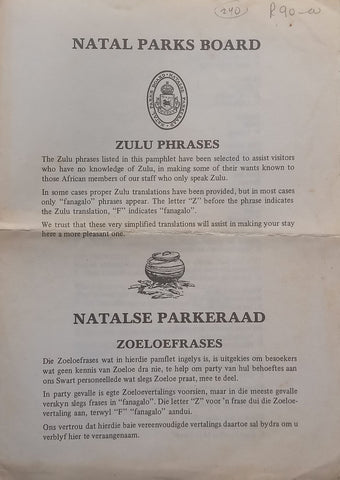 240 R90-00
NATAL PARKS BOARD
ZULU PHRASES
The Zulu phrases listed in this pamphlet have been selected to assist visitors
who have no knowledge of Zulu, in making some of their wants known to
those African members of our staff who only speak Zulu.
In some cases proper Zulu translations have been provided, but in most cases
only "fanagalo" phrases appear. The letter "Z" before the phrase indicates
the Zulu translation, "F" indicates "fanagalo".
We trust that these very simplified translations will assist in making your stay
here a more pleasant one.
NATALSE PARKERAAD
ZOELOEFRASES
Die Zoeloefrases wat in hierdie pamflet ingelys is, is uitgekies om besoekers
wat geen kennis van Zoeloe dra nie, te help om party van hul behoeftes aan
ons Swart personeellede wat slegs Zoeloe praat, mee te deel.
In party gevalle is egte Zoeloevertalings voorsien, maar in die meeste gevalle
verskyn slegs frases in "fanagalo". Die letter "Z" voor 'n frase dui die Zoeloe-
vertaling aan, terwyl "F" "fanagalo" aandui.
Ons vertrou dat hierdie baie vereenvoudigde vertalings daartoe sal bydra om u
verblyf hier te veraangenaam.